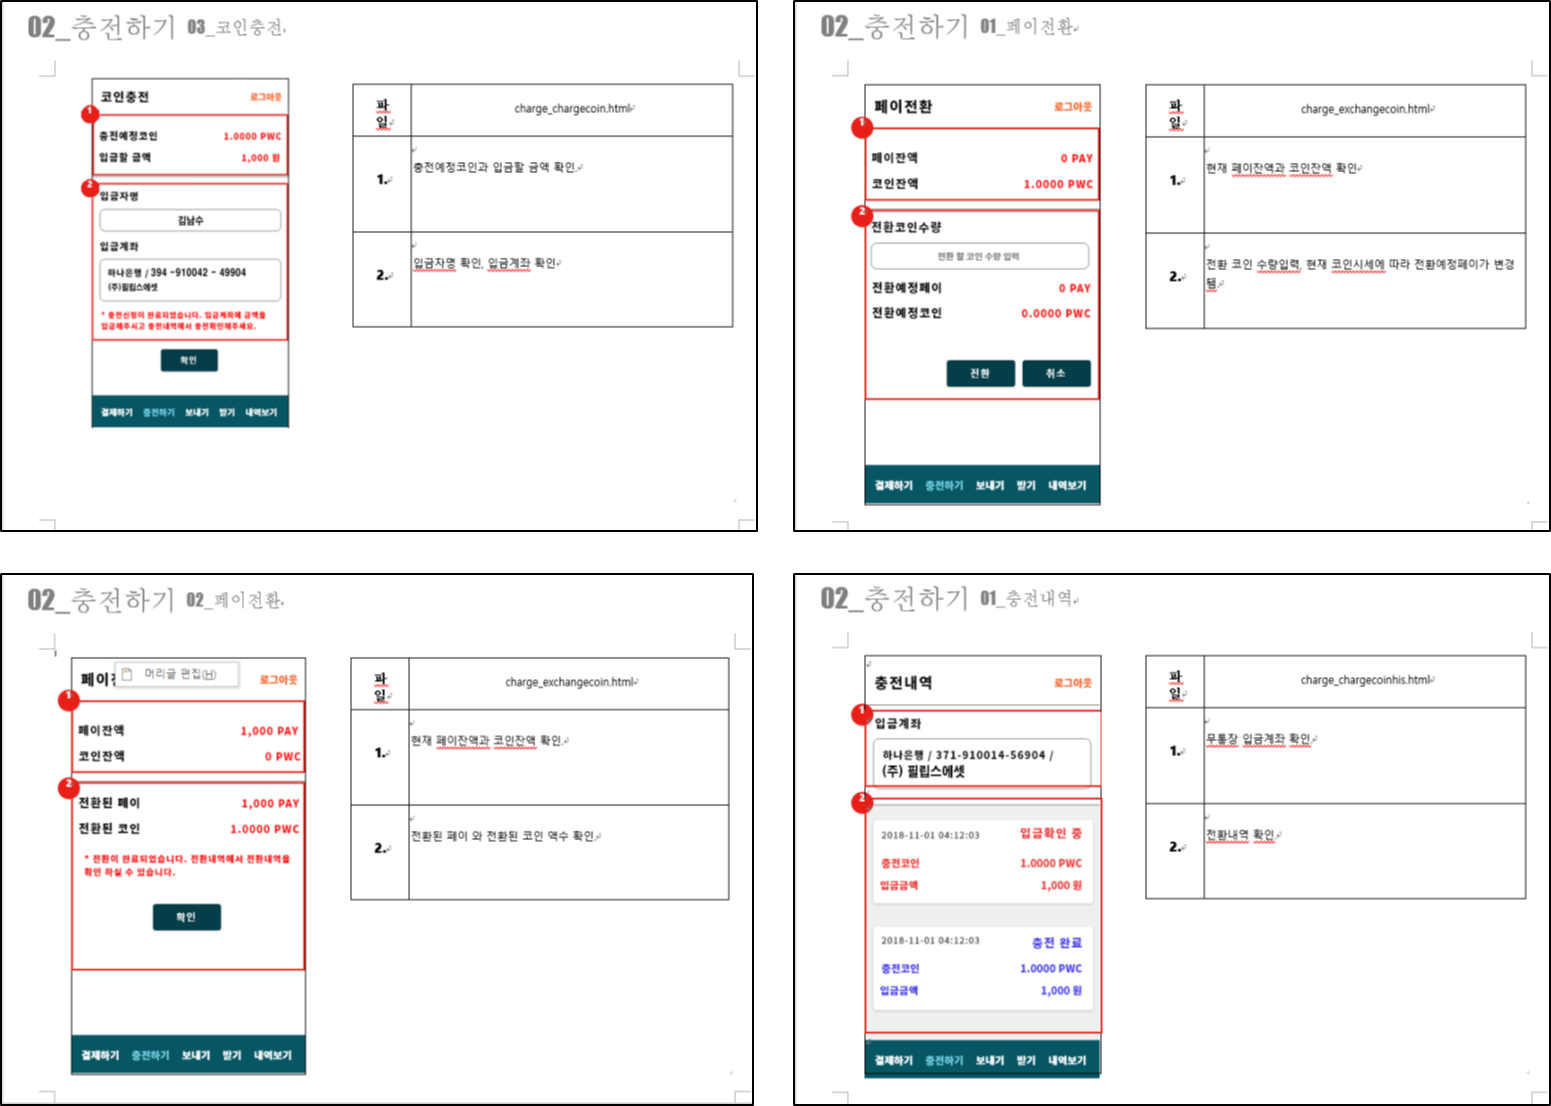 02_충전하기 03_코인충전
코인충전
로그아웃
1
충전예정코인 1.0000 PWC
입금할 금액 1,000 원
2
입금자명
김남수
입금계좌
하나은행 / 394 -910042 - 49904
(주)필립스에셋
* 충전신청이 완료되었습니다. 입금계좌에 금액을
입금해주시고 충전내역에서 충전확인해주세요.
확인
결제하기 충전하기 보내기 받기 내역보기
파
일
charge_chargecoin.html
1.
충전예정코인과 입금할 금액 확인.
2.
입금자명 확인, 입금계좌 확인
02_충전하기 01_페이전환
페이전환
로그아웃
1
페이잔액 0 PAY
코인잔액 1.0000 PWC
2
전환코인수량
전환 할 코인 수량 입력
전환예정페이 0 PAY
전환예정코인 0.0000 PWC
전환 취소
결제하기 충전하기 보내기 받기 내역보기
파
일
charge_exchangecoin.html
1.
현재 페이잔액과 코인잔액 확인
2.
전환 코인 수량입력, 현재 코인시세에 따라 전환예정페이가 변경
됌.
02_충전하기 02_페이전환
페이
머리글 편집(H)
로그아웃
1
페이잔액 1,000 PAY
코인잔액 0 PWC
2
전환된 페이 1,000 PAY
전환된 코인 1.0000 PWC
* 전환이 완료되었습니다. 전환내역에서 전환내역을
확인 하실 수 있습니다.
확인
결제하기 충전하기 보내기 받기 내역보기
파
일
charge_exchangecoin.html
1.
현재 페이잔액과 코인잔액 확인.
2.
전환된 페이 와 전환된 코인 액수 확인.
02_충전하기 01_충전내역
충전내역
로그아웃
1
입금계좌
하나은행 / 371-910014-56904 /
(주) 필립스에셋
2
2018-11-01 04:12:03 입금확인 중
충전코인 1.0000 PWC
입금금액 1,000 원
2018-11-01 04:12:03 충전 완료
충전코인 1.0000 PWC
입금금액 1,000 원
결제하기 충전하기 보내기 받기 내역보기
파
일
charge_chargecoinhis.html
1.
무통장 입금계좌 확인
2.
전환내역 확인